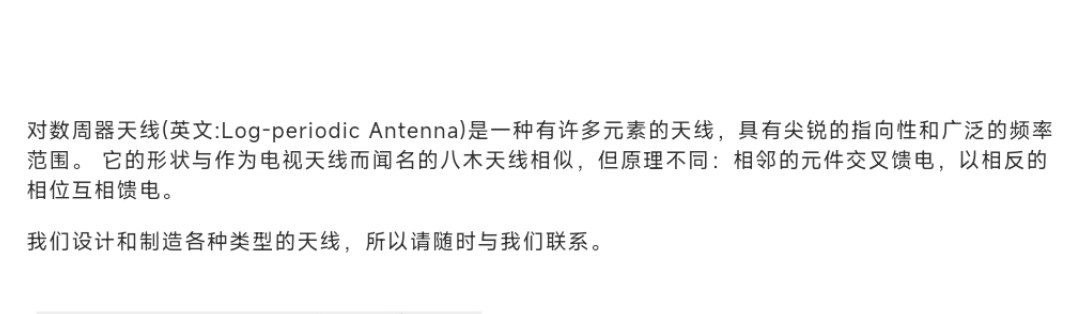 对数周器天线(英文:Log-periodic Antenna)是一种有许多元素的天线，具有尖锐的指向性和广泛的频率
范围。 它的形状与作为电视天线而闻名的八木天线相似，但原理不同：相邻的元件交叉馈电，以相反的
相位互相馈电。
我们设计和制造各种类型的天线，所以请随时与我们联系。